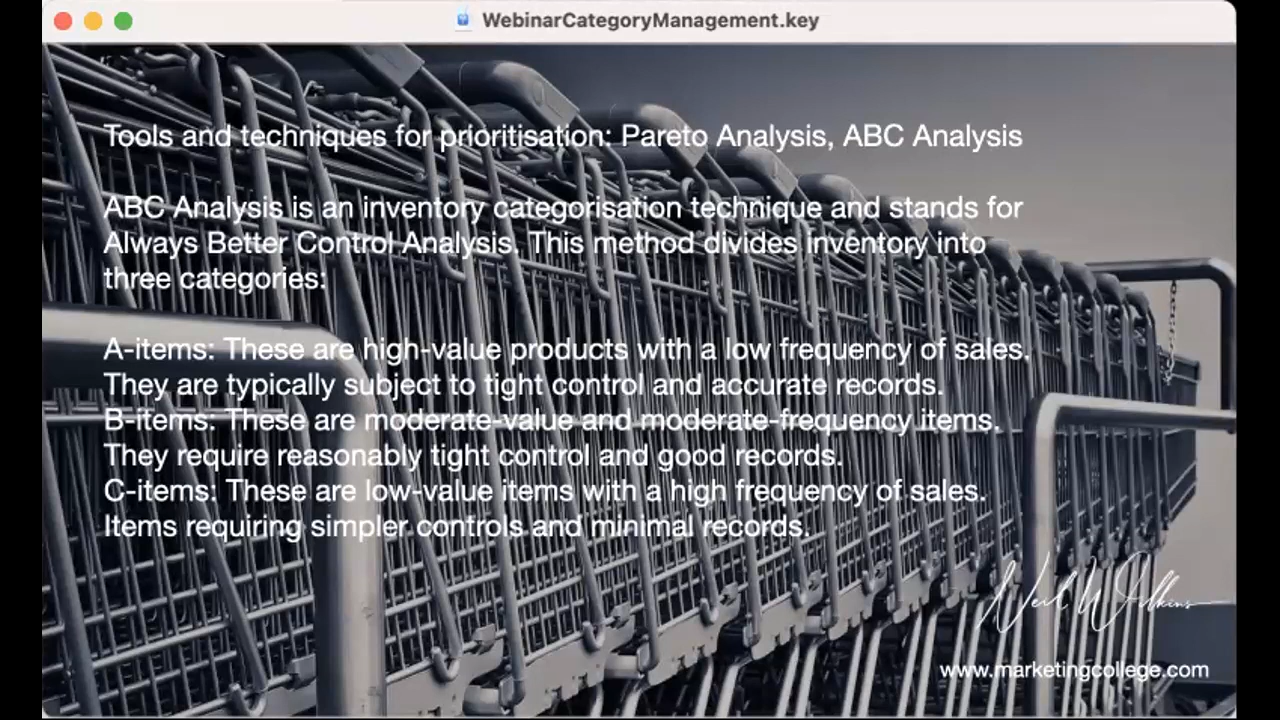 WebinarCategoryManagement.key
Tools and techniques for prioritisation: Pareto Analysis, ABC Analysis
ABC Analysis is an inventory categorisation technique and stands for
Always Better Control Analysis. This method divides inventory into
three categories:
A-items: These are high-value products with a low frequency of sales.
They are typically subject to tight control and accurate records.
B-items: These are moderate-value and moderate-frequency items.
They require reasonably tight control and good records.
C-items: These are low-value items with a high frequency of sales.
Items requiring simpler controls and minimal records.
Neil Wilkins
www.marketingcollege.com